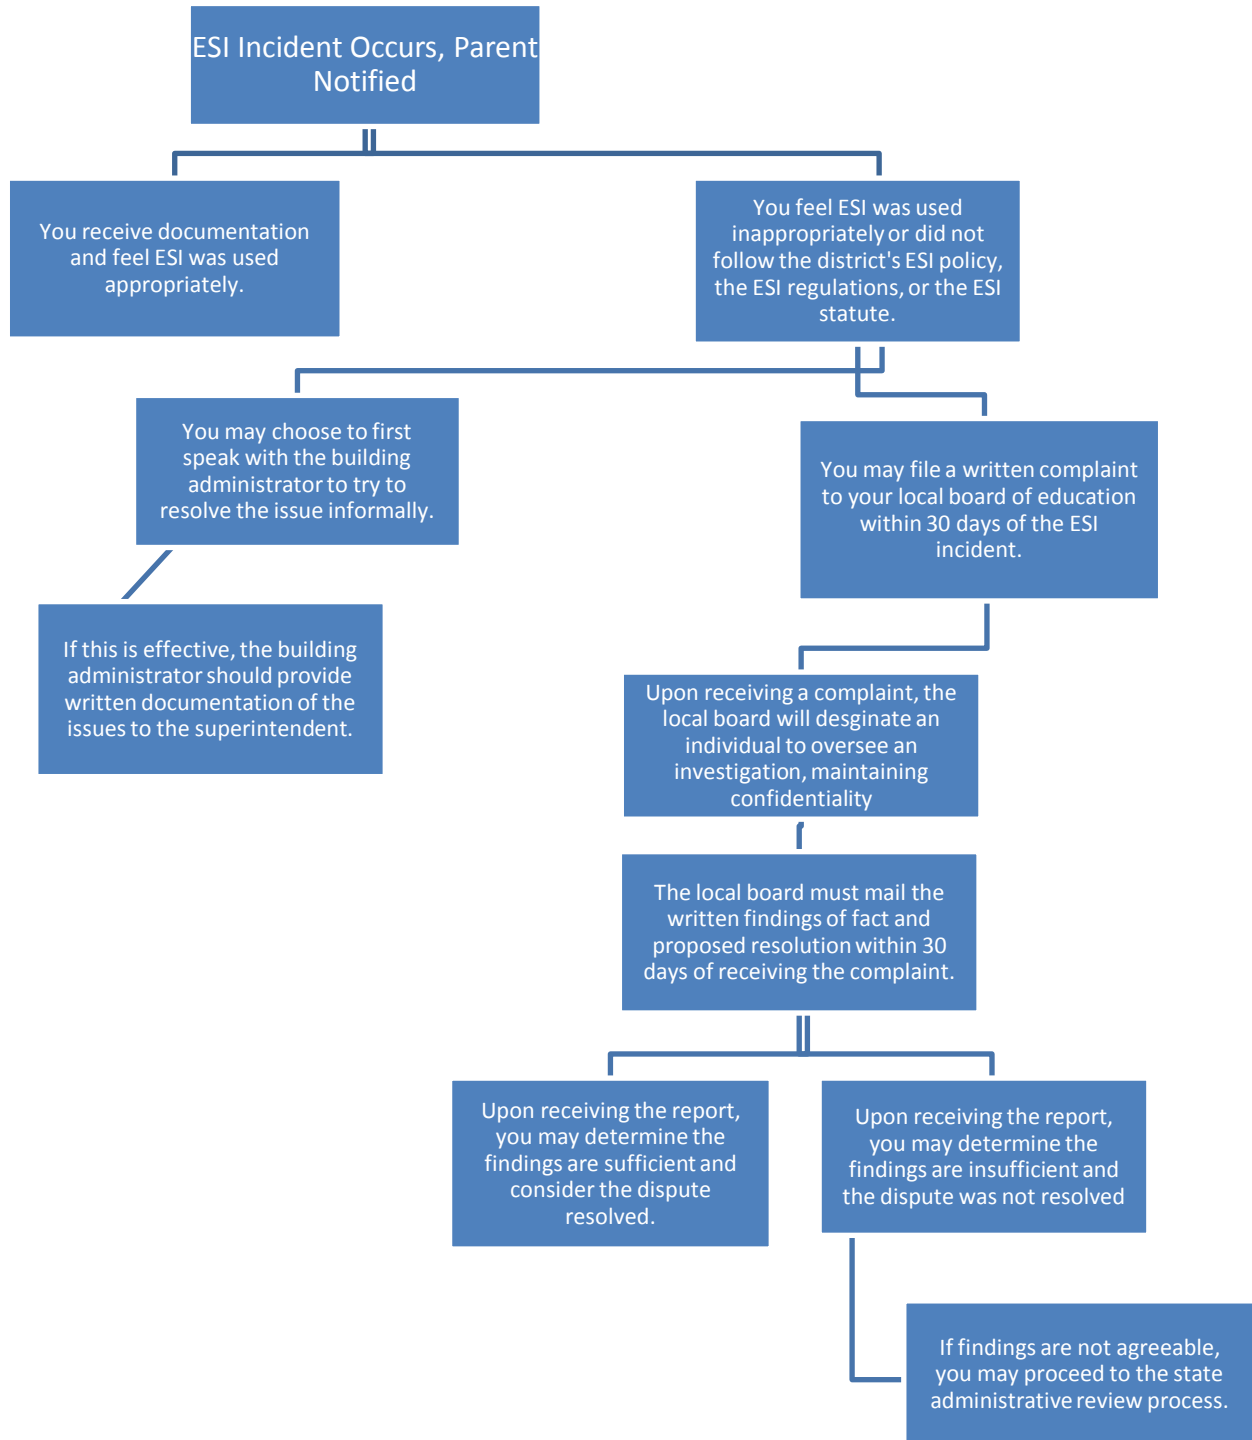 ESI Incident Occurs, Parent
Notified
You receive documentation
and feel ESI was used
appropriately.
You feel ESI was used
inappropriately or did not
follow the district's ESI policy,
the ESI regulations, or the ESI
statute.
You may choose to first
speak with the building
administrator to try to
resolve the issue informally.
You may file a written complaint
to your local board of education
within 30 days of the ESI
incident.
If this is effective, the building
administrator should provide
written documentation of the
issues to the superintendent.
Upon receiving a complaint, the
local board will desginate an
individual to oversee an
investigation, maintaining
confidentiality
The local board must mail the
written findings of fact and
proposed resolution within 30
days of receiving the complaint.
Upon receiving the report,
you may determine the
findings are sufficient and
consider the dispute
resolved.
Upon receiving the report,
you may determine the
findings are insufficient and
the dispute was not resolved
If findings are not agreeable,
you may proceed to the state
administrative review process.